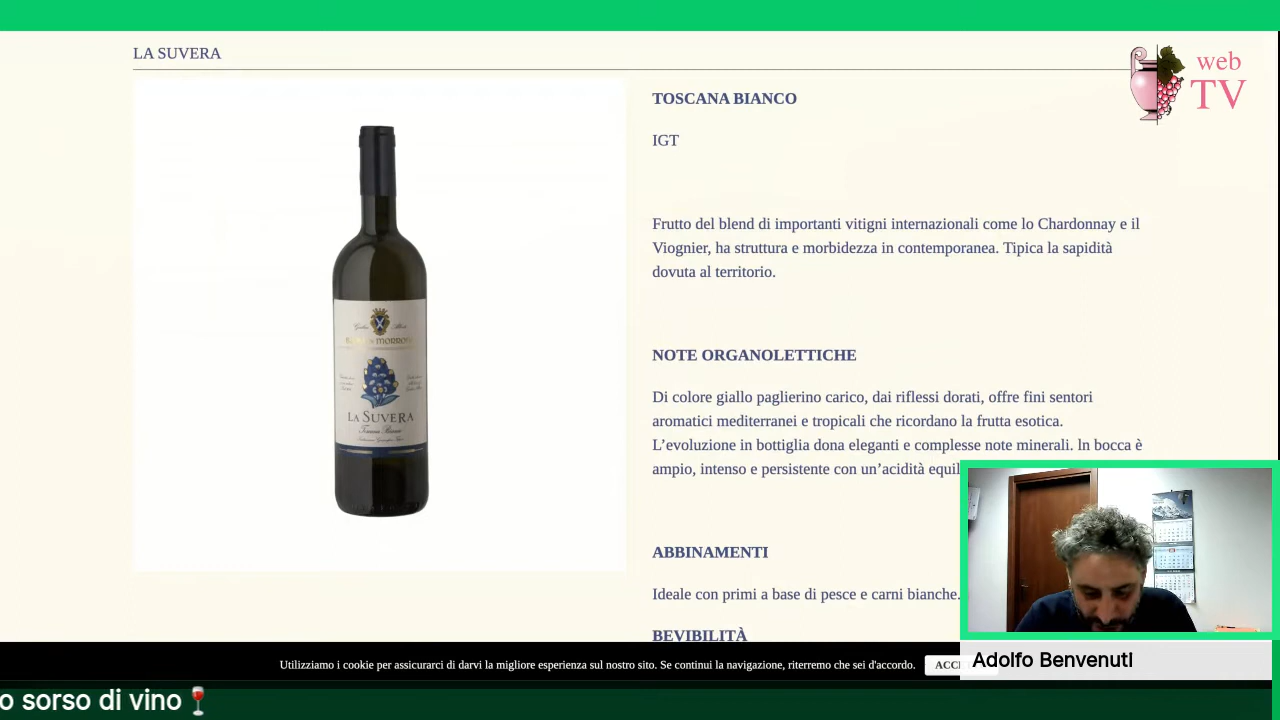 LA SUVERA
web
TV
TOSCANA BIANCO
IGT
Frutto del blend di importanti vitigni internazionali come lo Chardonnay e il
Viognier, ha struttura e morbidezza in contemporanea. Tipica la sapidità
dovuta al territorio.
NOTE ORGANOLETTICHE
Di colore giallo paglierino carico, dai riflessi dorati, offre fini sentori
aromatici mediterranei e tropicali che ricordano la frutta esotica.
L’evoluzione in bottiglia dona eleganti e complesse note minerali. ln bocca è
ampio, intenso e persistente con un’acidità equil
ABBINAMENTI
Ideale con primi a base di pesce e carni bianche.
BEVIBILITÀ
LA SUVERA
Toscana Bianco
Utilizziamo i cookie per assicurarci di darvi la migliore esperienza sul nostro sito. Se continui la navigazione, riterremo che sei d'accordo.
ACC
Adolfo Benvenuti
o sorso di vino🍷